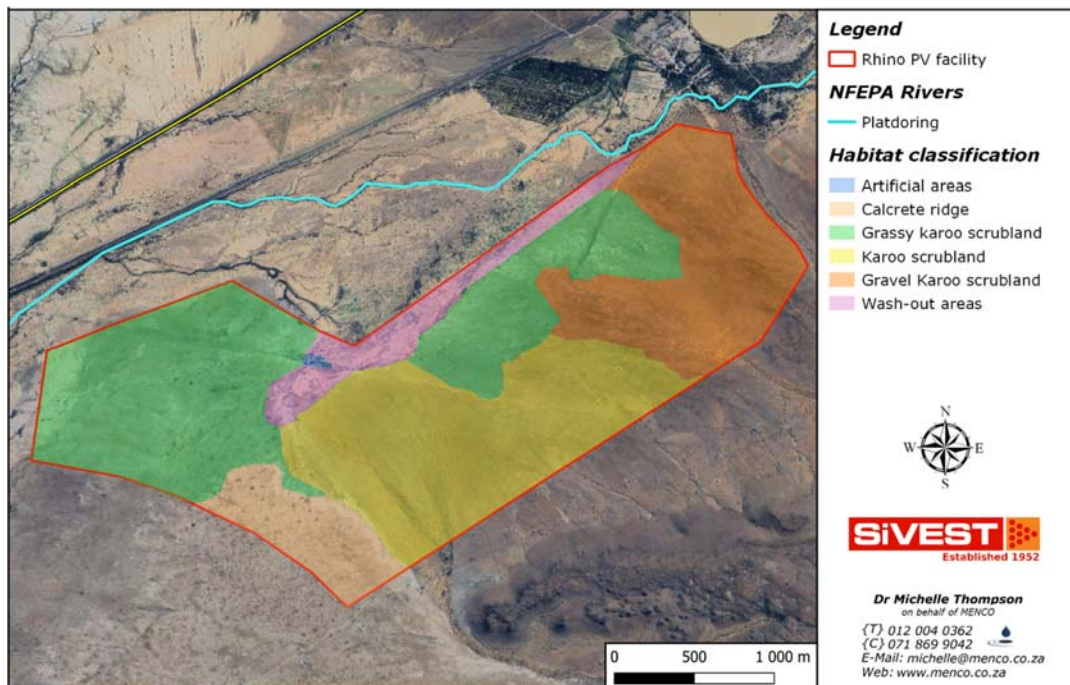 Legend
Rhino PV facility
NFEPA Rivers
Platdoring
Habitat classification
Artificial areas
Calcrete ridge
Grassy karoo scrubland
Karoo scrubland
Gravel Karoo scrubland
Wash-out areas
N
W E
S
SiVEST
Established 1952
Dr Michelle Thompson
on behalf of MENCO
{T} 012 004 0362
{C} 071 869 9042
E-Mail: michelle@menco.co.za
Web: www.menco.co.za
0 500 1 000 m